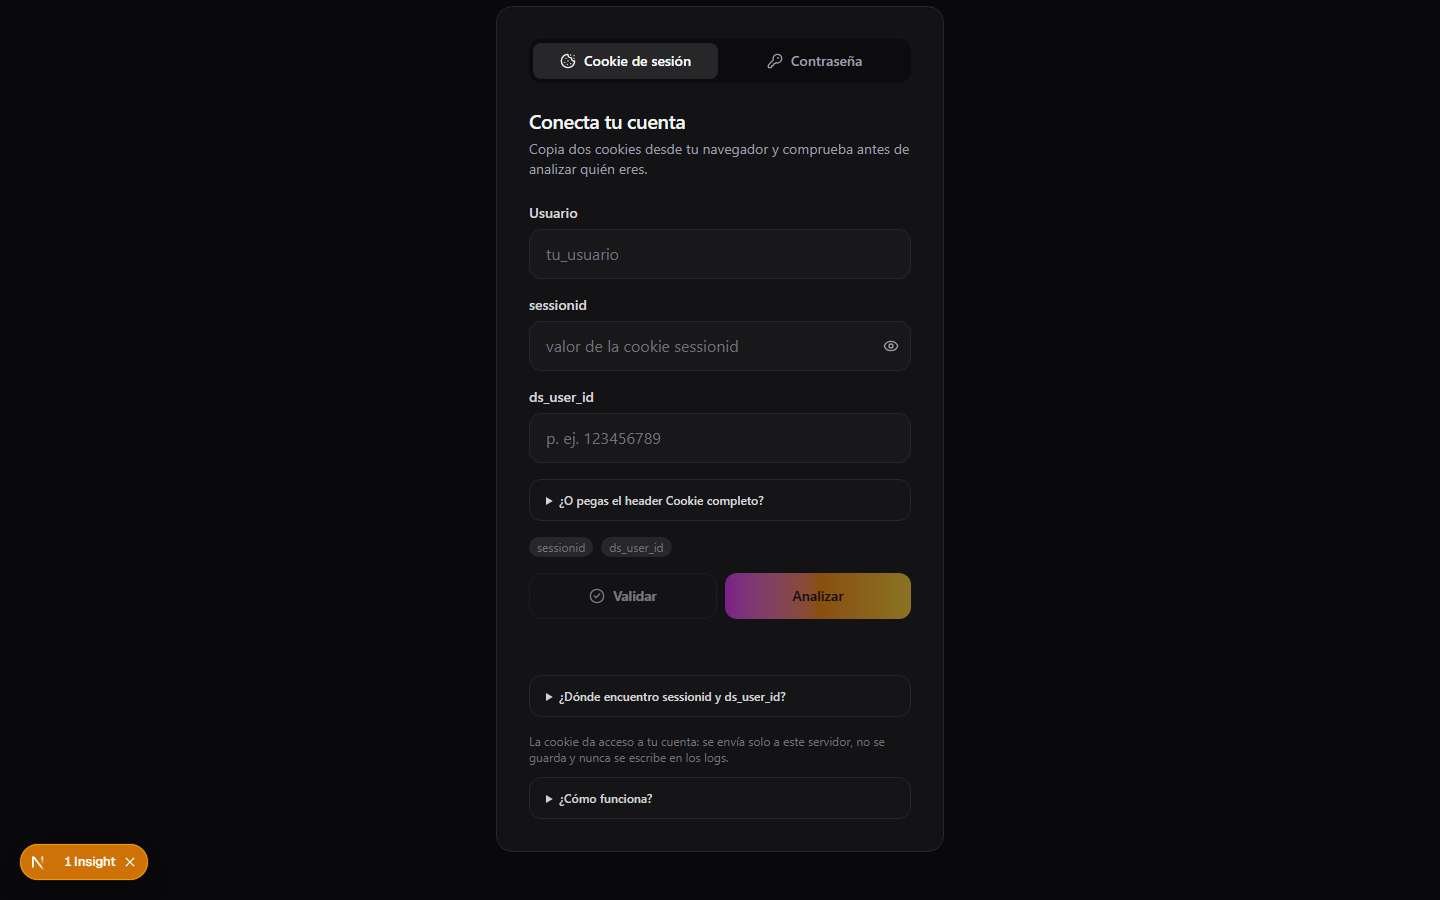 Cookie de sesión
Contraseña
Conecta tu cuenta
Copia dos cookies desde tu navegador y comprueba antes de
analizar quién eres.
Usuario
tu_usuario
sessionid
valor de la cookie sessionid
ds_user_id
p. ej. 123456789
¿O pegas el header Cookie completo?
sessionid ds_user_id
Validar
Analizar
¿Dónde encuentro sessionid y ds_user_id?
La cookie da acceso a tu cuenta: se envía solo a este servidor, no se
guarda y nunca se escribe en los logs.
¿Cómo funciona?
N 1 Insight